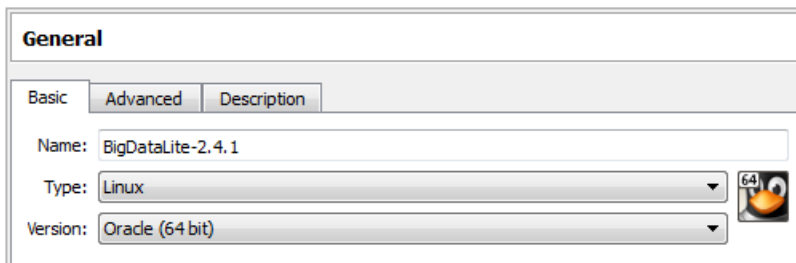 General
Basic Advanced Description
Name: BigDataLite-2.4.1
Type: Linux
64
Version: Oracle (64 bit)